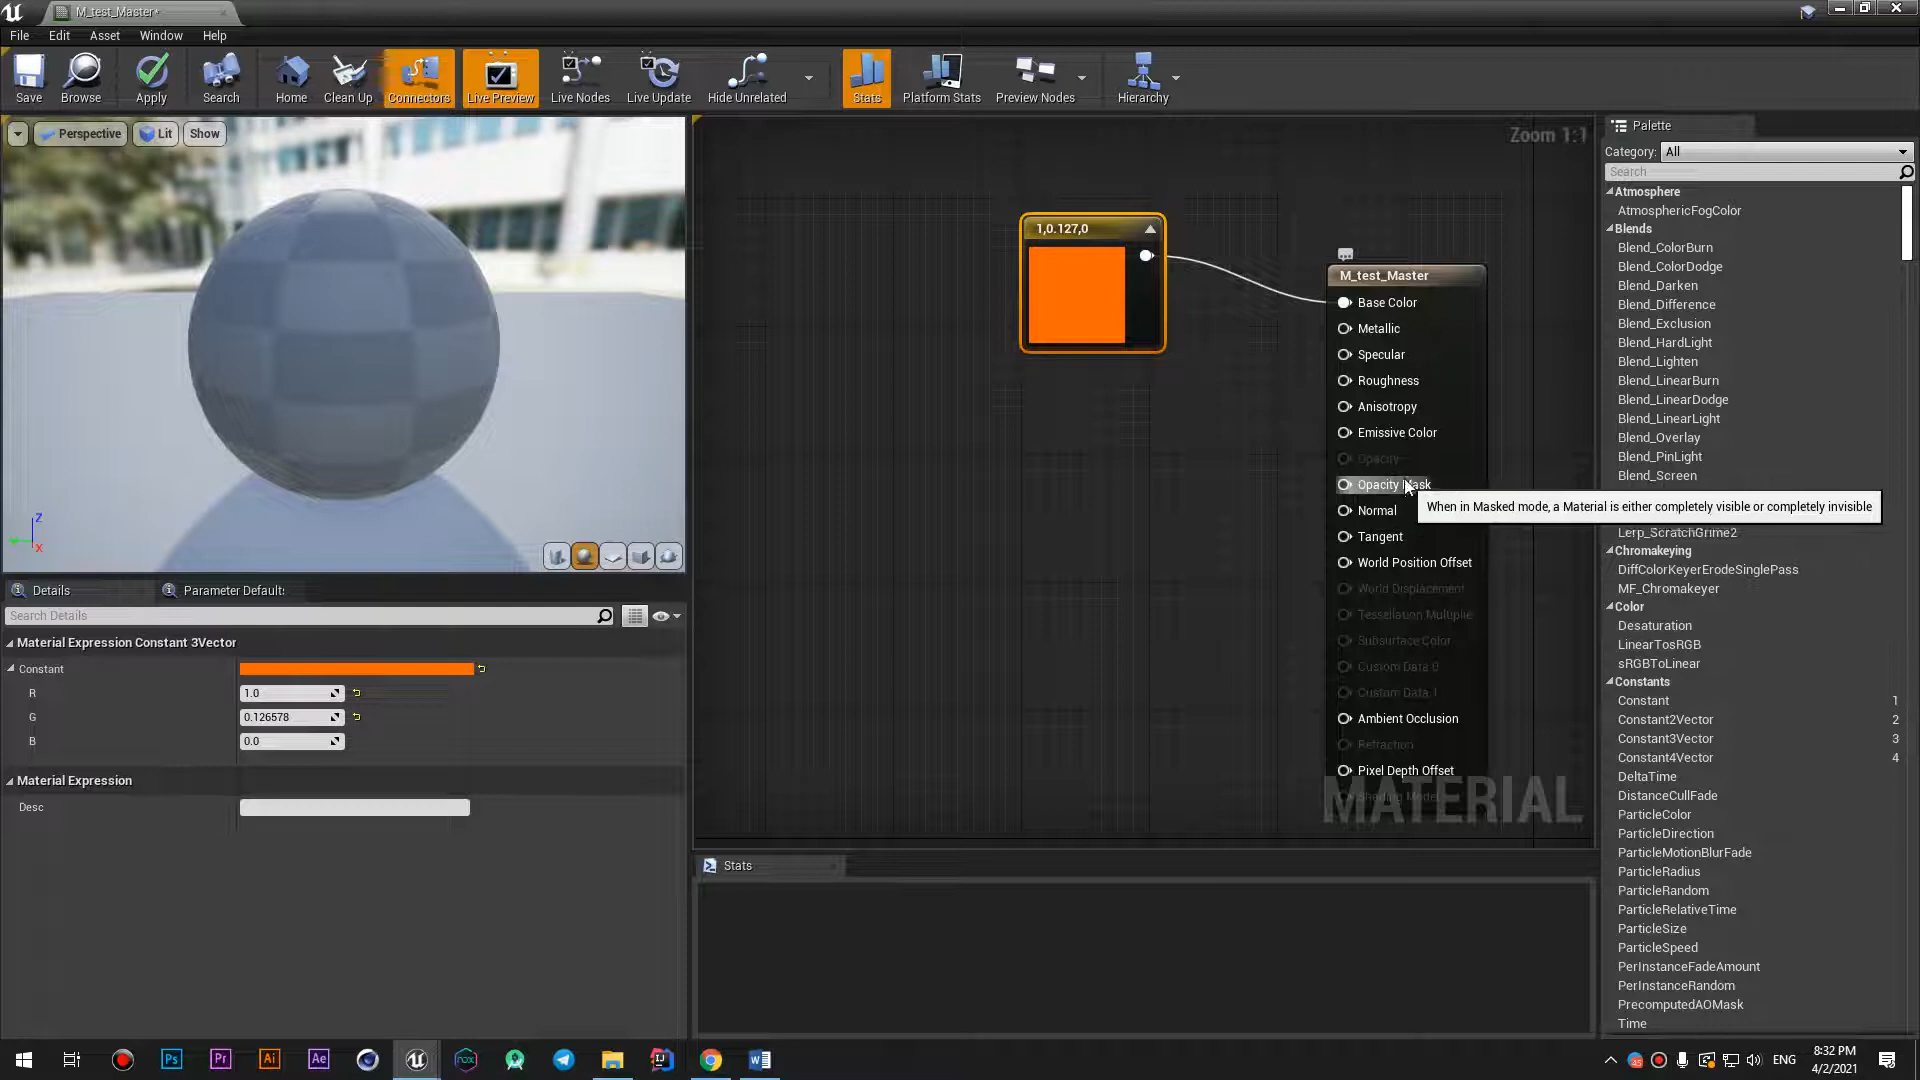 M_test_Master*
File Edit Asset Window Help
Save Browse Apply Search Home Clean Up Connectors Live Preview Live Nodes Live Update Hide Unrelated Stats Platform Stats Preview Nodes Hierarchy
Perspective Lit Show
Zoom 1:1
Palette
Category: All
Search
Atmosphere
AtmosphericFogColor
Blends
Blend_ColorBurn
Blend_ColorDodge
Blend_Darken
Blend_Difference
Blend_Exclusion
Blend_HardLight
Blend_Lighten
Blend_LinearBurn
Blend_LinearDodge
Blend_LinearLight
Blend_Overlay
Blend_PinLight
Blend_Screen
Lerp_ScratchGrime2
Chromakeying
DiffColorKeyerErodeSinglePass
MF_Chromakeyer
Color
Desaturation
LinearTosRGB
sRGBToLinear
Constants
Constant 1
Constant2Vector 2
Constant3Vector 3
Constant4Vector 4
DeltaTime
DistanceCullFade
ParticleColor
ParticleDirection
ParticleMotionBlurFade
ParticleRadius
ParticleRandom
ParticleRelativeTime
ParticleSize
ParticleSpeed
PerInstanceFadeAmount
PerInstanceRandom
PrecomputedAOMask
Time
1,0.127,0
M_test_Master
Base Color
Metallic
Specular
Roughness
Anisotropy
Emissive Color
Opacity
Opacity Mask
When in Masked mode, a Material is either completely visible or completely invisible
Normal
Tangent
World Position Offset
World Displacement
Tessellation Multiplie
Subsurface Color
Custom Data 0
Custom Data 1
Ambient Occlusion
Refraction
Pixel Depth Offset
Shading Model
MATERIAL
Z
X
Details Parameter Defaults
Search Details
Material Expression Constant 3Vector
Constant
R 1.0
G 0.126578
B 0.0
Material Expression
Desc
Stats
Ps Pr Ai Ae
ENG
8:32 PM
4/2/2021